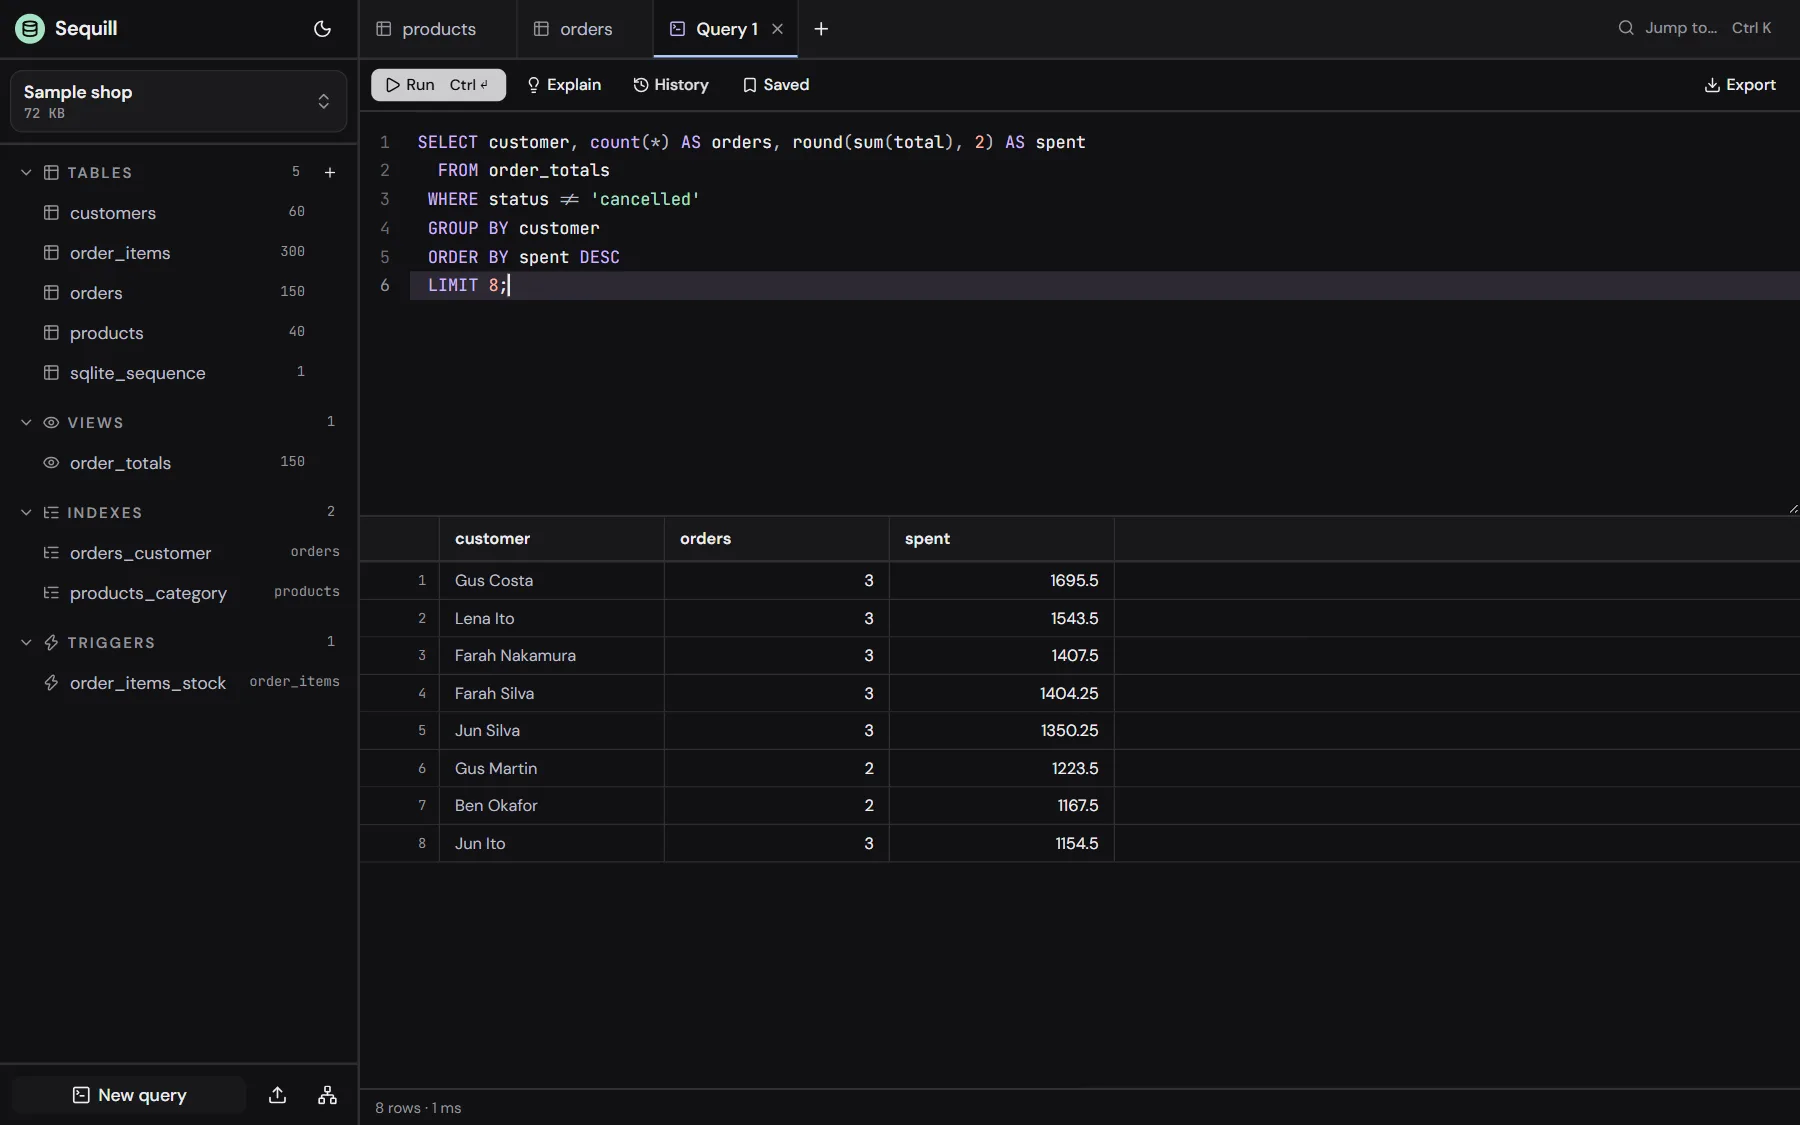 Sequill
products
orders
Query 1
Jump to... Ctrl K
Sample shop
72 KB
Run Ctrl ↵
Explain
History
Saved
Export
TABLES 5
customers 60
order_items 300
orders 150
products 40
sqlite_sequence 1
VIEWS 1
order_totals 150
INDEXES 2
orders_customer orders
products_category products
TRIGGERS 1
order_items_stock order_items
New query
1 SELECT customer, count(*) AS orders, round(sum(total), 2) AS spent
2 FROM order_totals
3 WHERE status ≠ 'cancelled'
4 GROUP BY customer
5 ORDER BY spent DESC
6 LIMIT 8;
customer orders spent
1 Gus Costa 3 1695.5
2 Lena Ito 3 1543.5
3 Farah Nakamura 3 1407.5
4 Farah Silva 3 1404.25
5 Jun Silva 3 1350.25
6 Gus Martin 2 1223.5
7 Ben Okafor 2 1167.5
8 Jun Ito 3 1154.5
8 rows · 1 ms